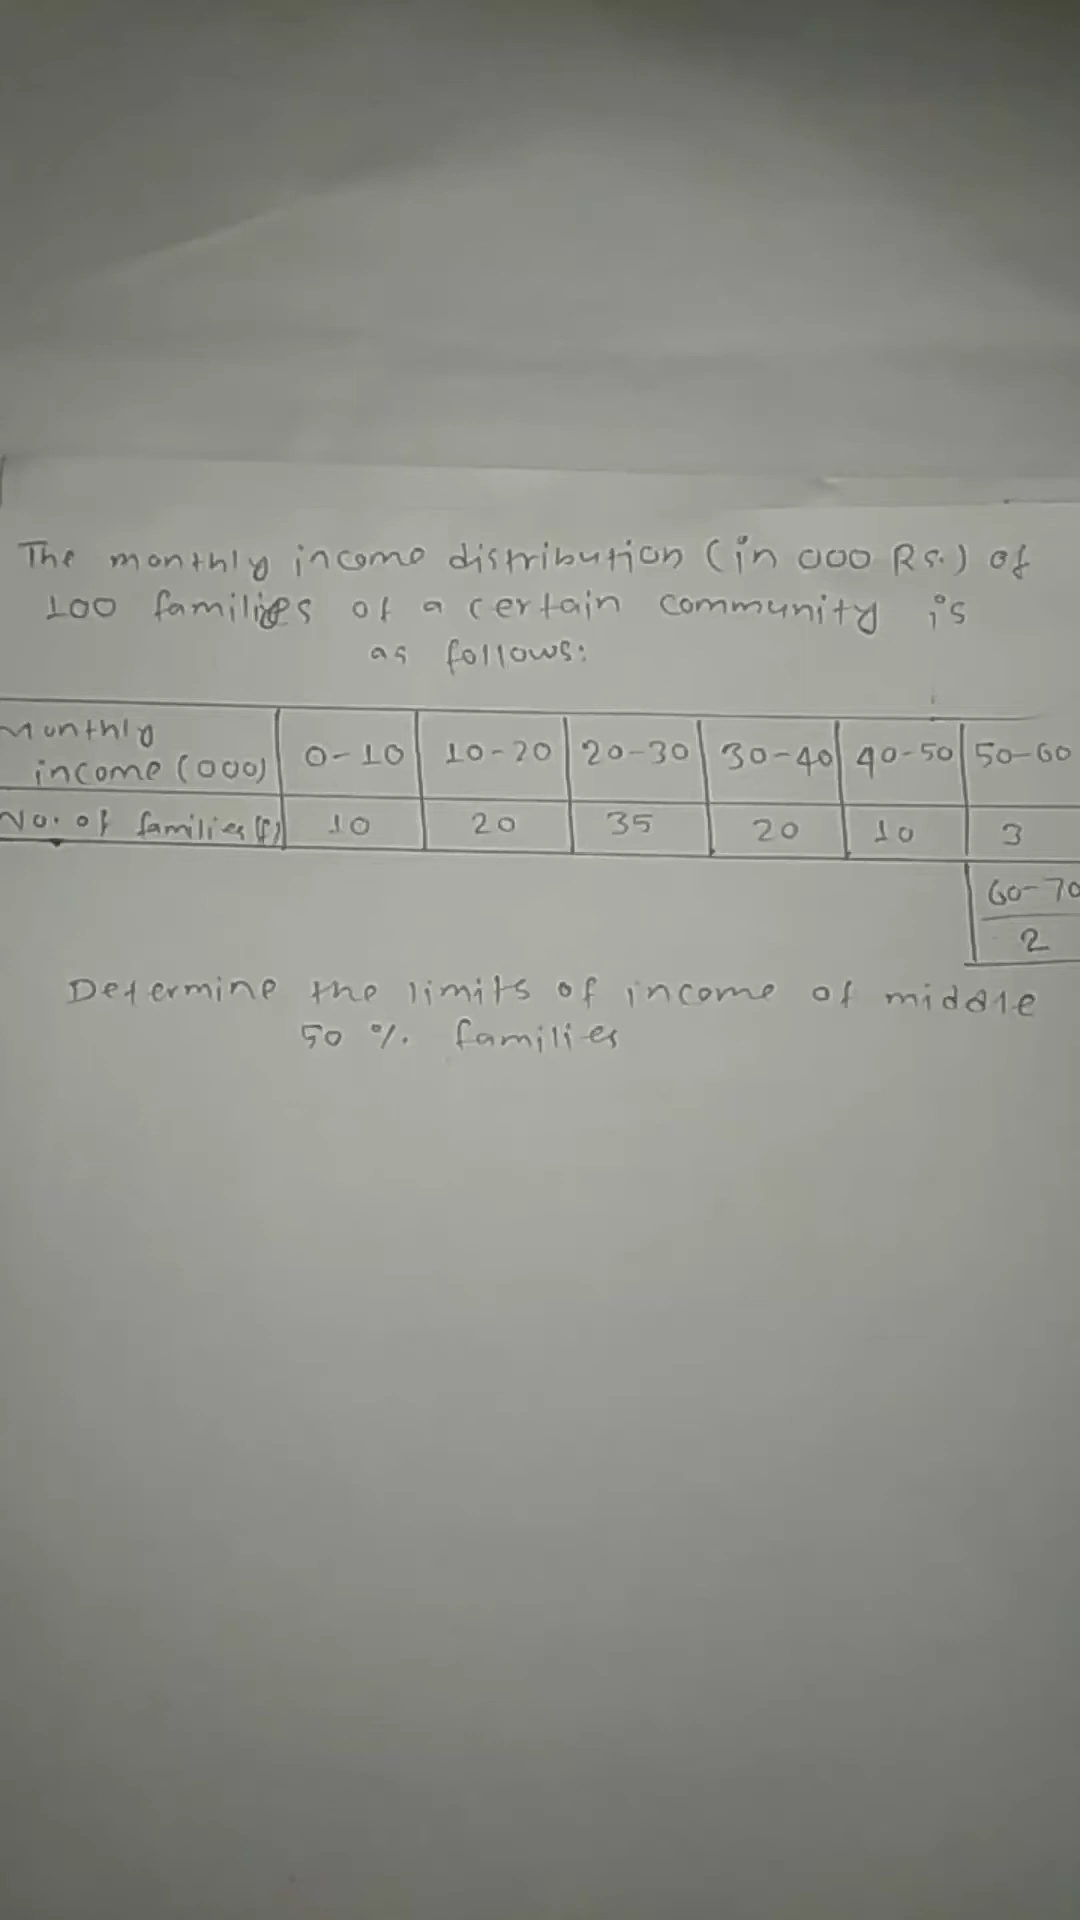 The monthly income distribution (in 000 Rs.) of
100 families of a certain community is
as follows:
Monthly
income (000) 0-10 10-20 20-30 30-40 40-50 50-60
No. of families (f) 10 20 35 20 10 3
60-70
2
Determine the limits of income of middle
50 % families